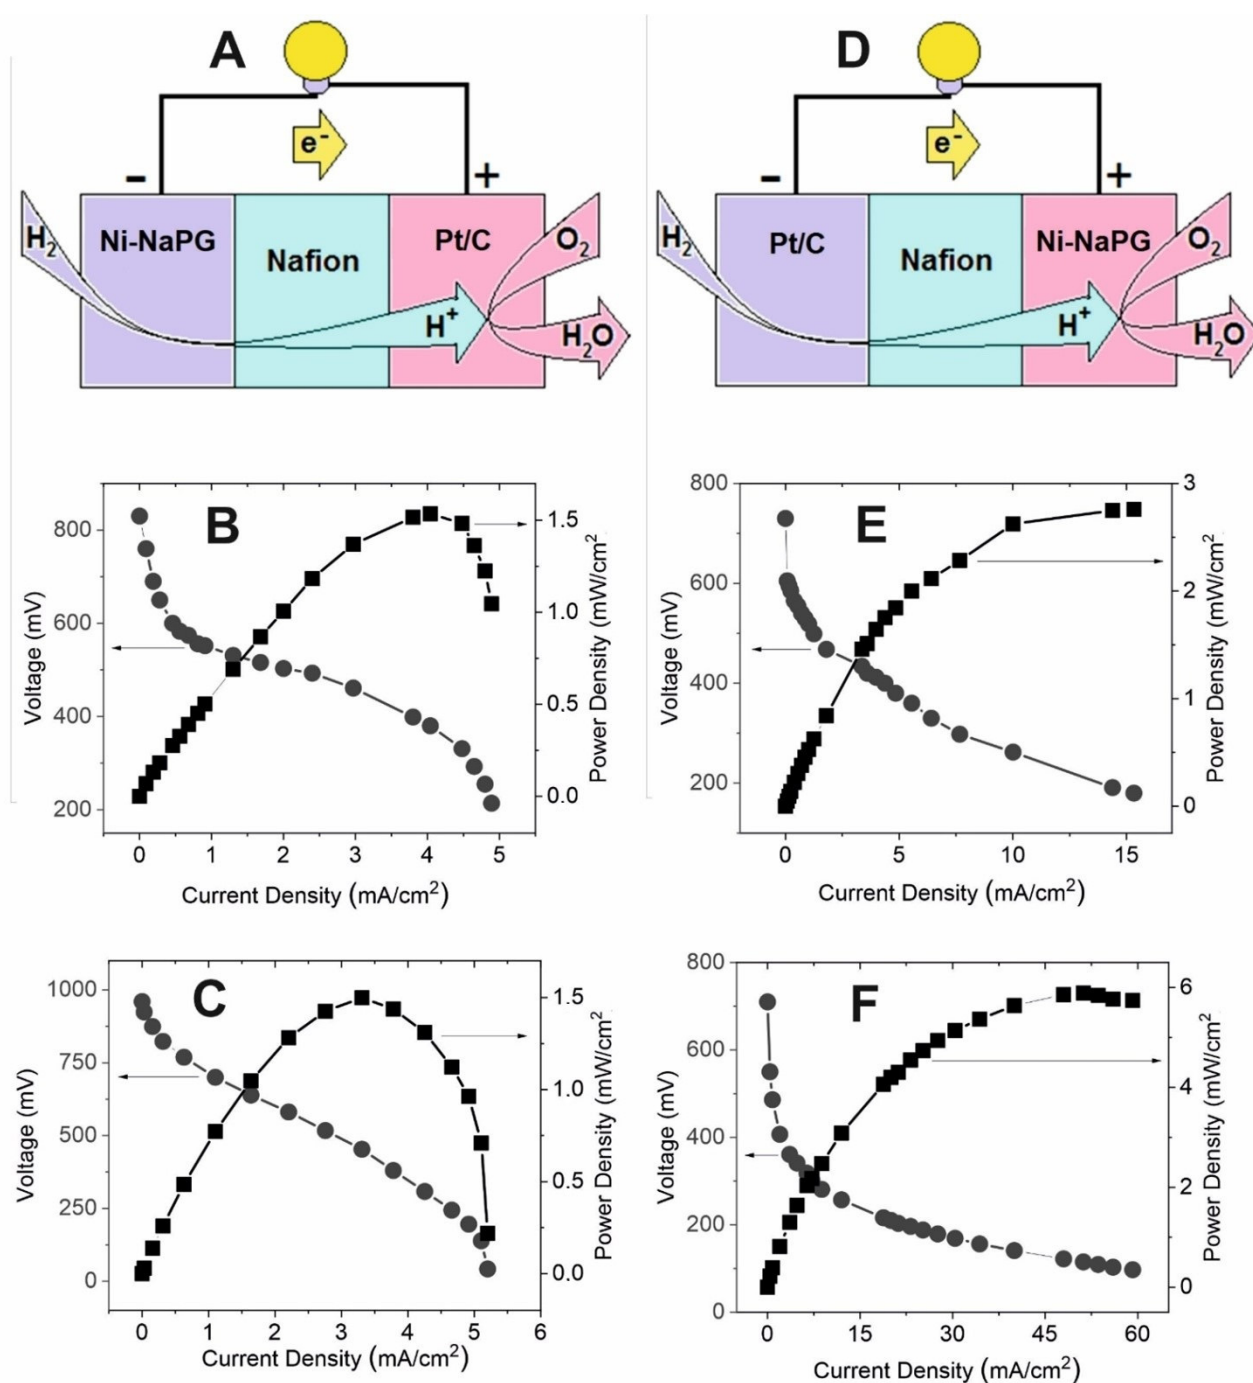 A
e⁻
−
+
H₂
Ni-NaPG
Nafion
Pt/C
O₂
H⁺
H₂O
D
e⁻
−
+
H₂
Pt/C
Nafion
Ni-NaPG
O₂
H⁺
H₂O
B
Voltage (mV)
800
600
400
200
0
1
2
3
4
5
Current Density (mA/cm²)
1.5
1.0
0.5
0.0
Power Density (mW/cm²)
E
Voltage (mV)
800
600
400
200
0
5
10
15
Current Density (mA/cm²)
3
2
1
0
Power Density (mW/cm²)
C
Voltage (mV)
1000
750
500
250
0
0
1
2
3
4
5
6
Current Density (mA/cm²)
1.5
1.0
0.5
0.0
Power Density (mW/cm²)
F
Voltage (mV)
800
600
400
200
0
0
15
30
45
60
Current Density (mA/cm²)
6
4
2
0
Power Density (mW/cm²)